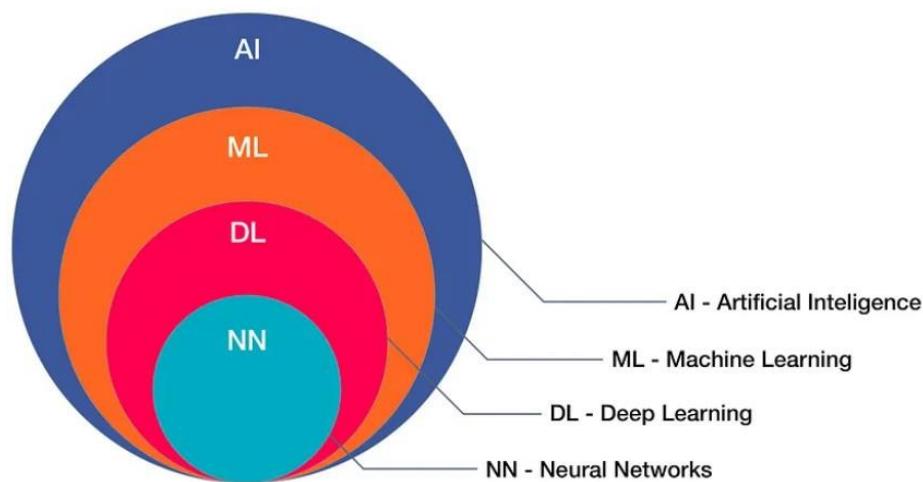 AI
ML
DL
NN
AI - Artificial Inteligence
ML - Machine Learning
DL - Deep Learning
NN - Neural Networks